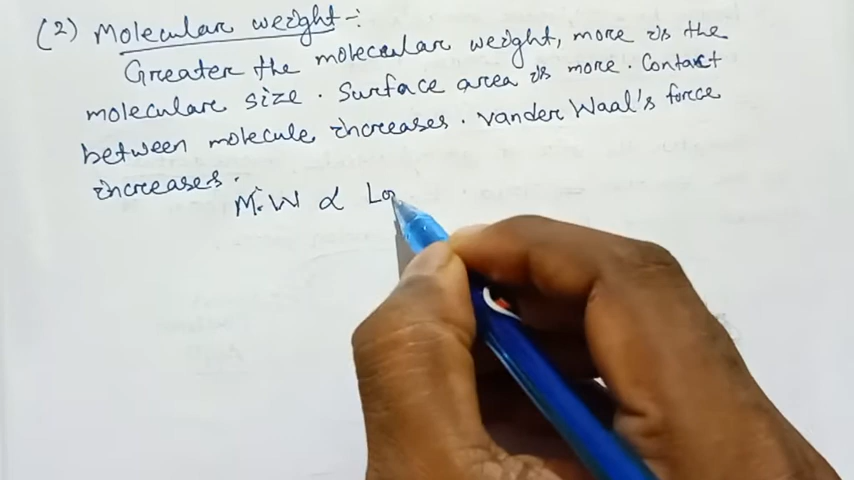 (2) Molecular weight :-
Greater the molecular weight, more is the
moleculare size. Surface area is more. Contact
between molecule increases. vander Waal's force
increases.
M.W ∝ Lo